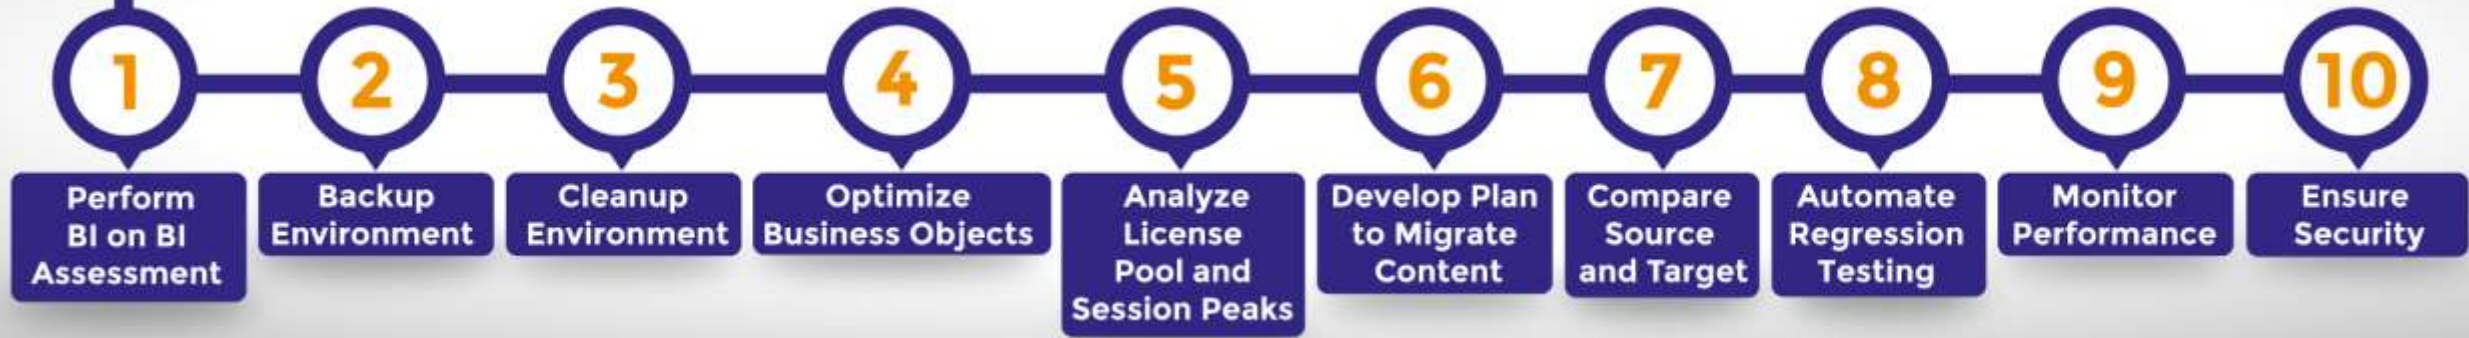 1
Perform
BI on BI
Assessment
2
Backup
Environment
3
Cleanup
Environment
4
Optimize
Business Objects
5
Analyze
License
Pool and
Session Peaks
6
Develop Plan
to Migrate
Content
7
Compare
Source
and Target
8
Automate
Regression
Testing
9
Monitor
Performance
10
Ensure
Security